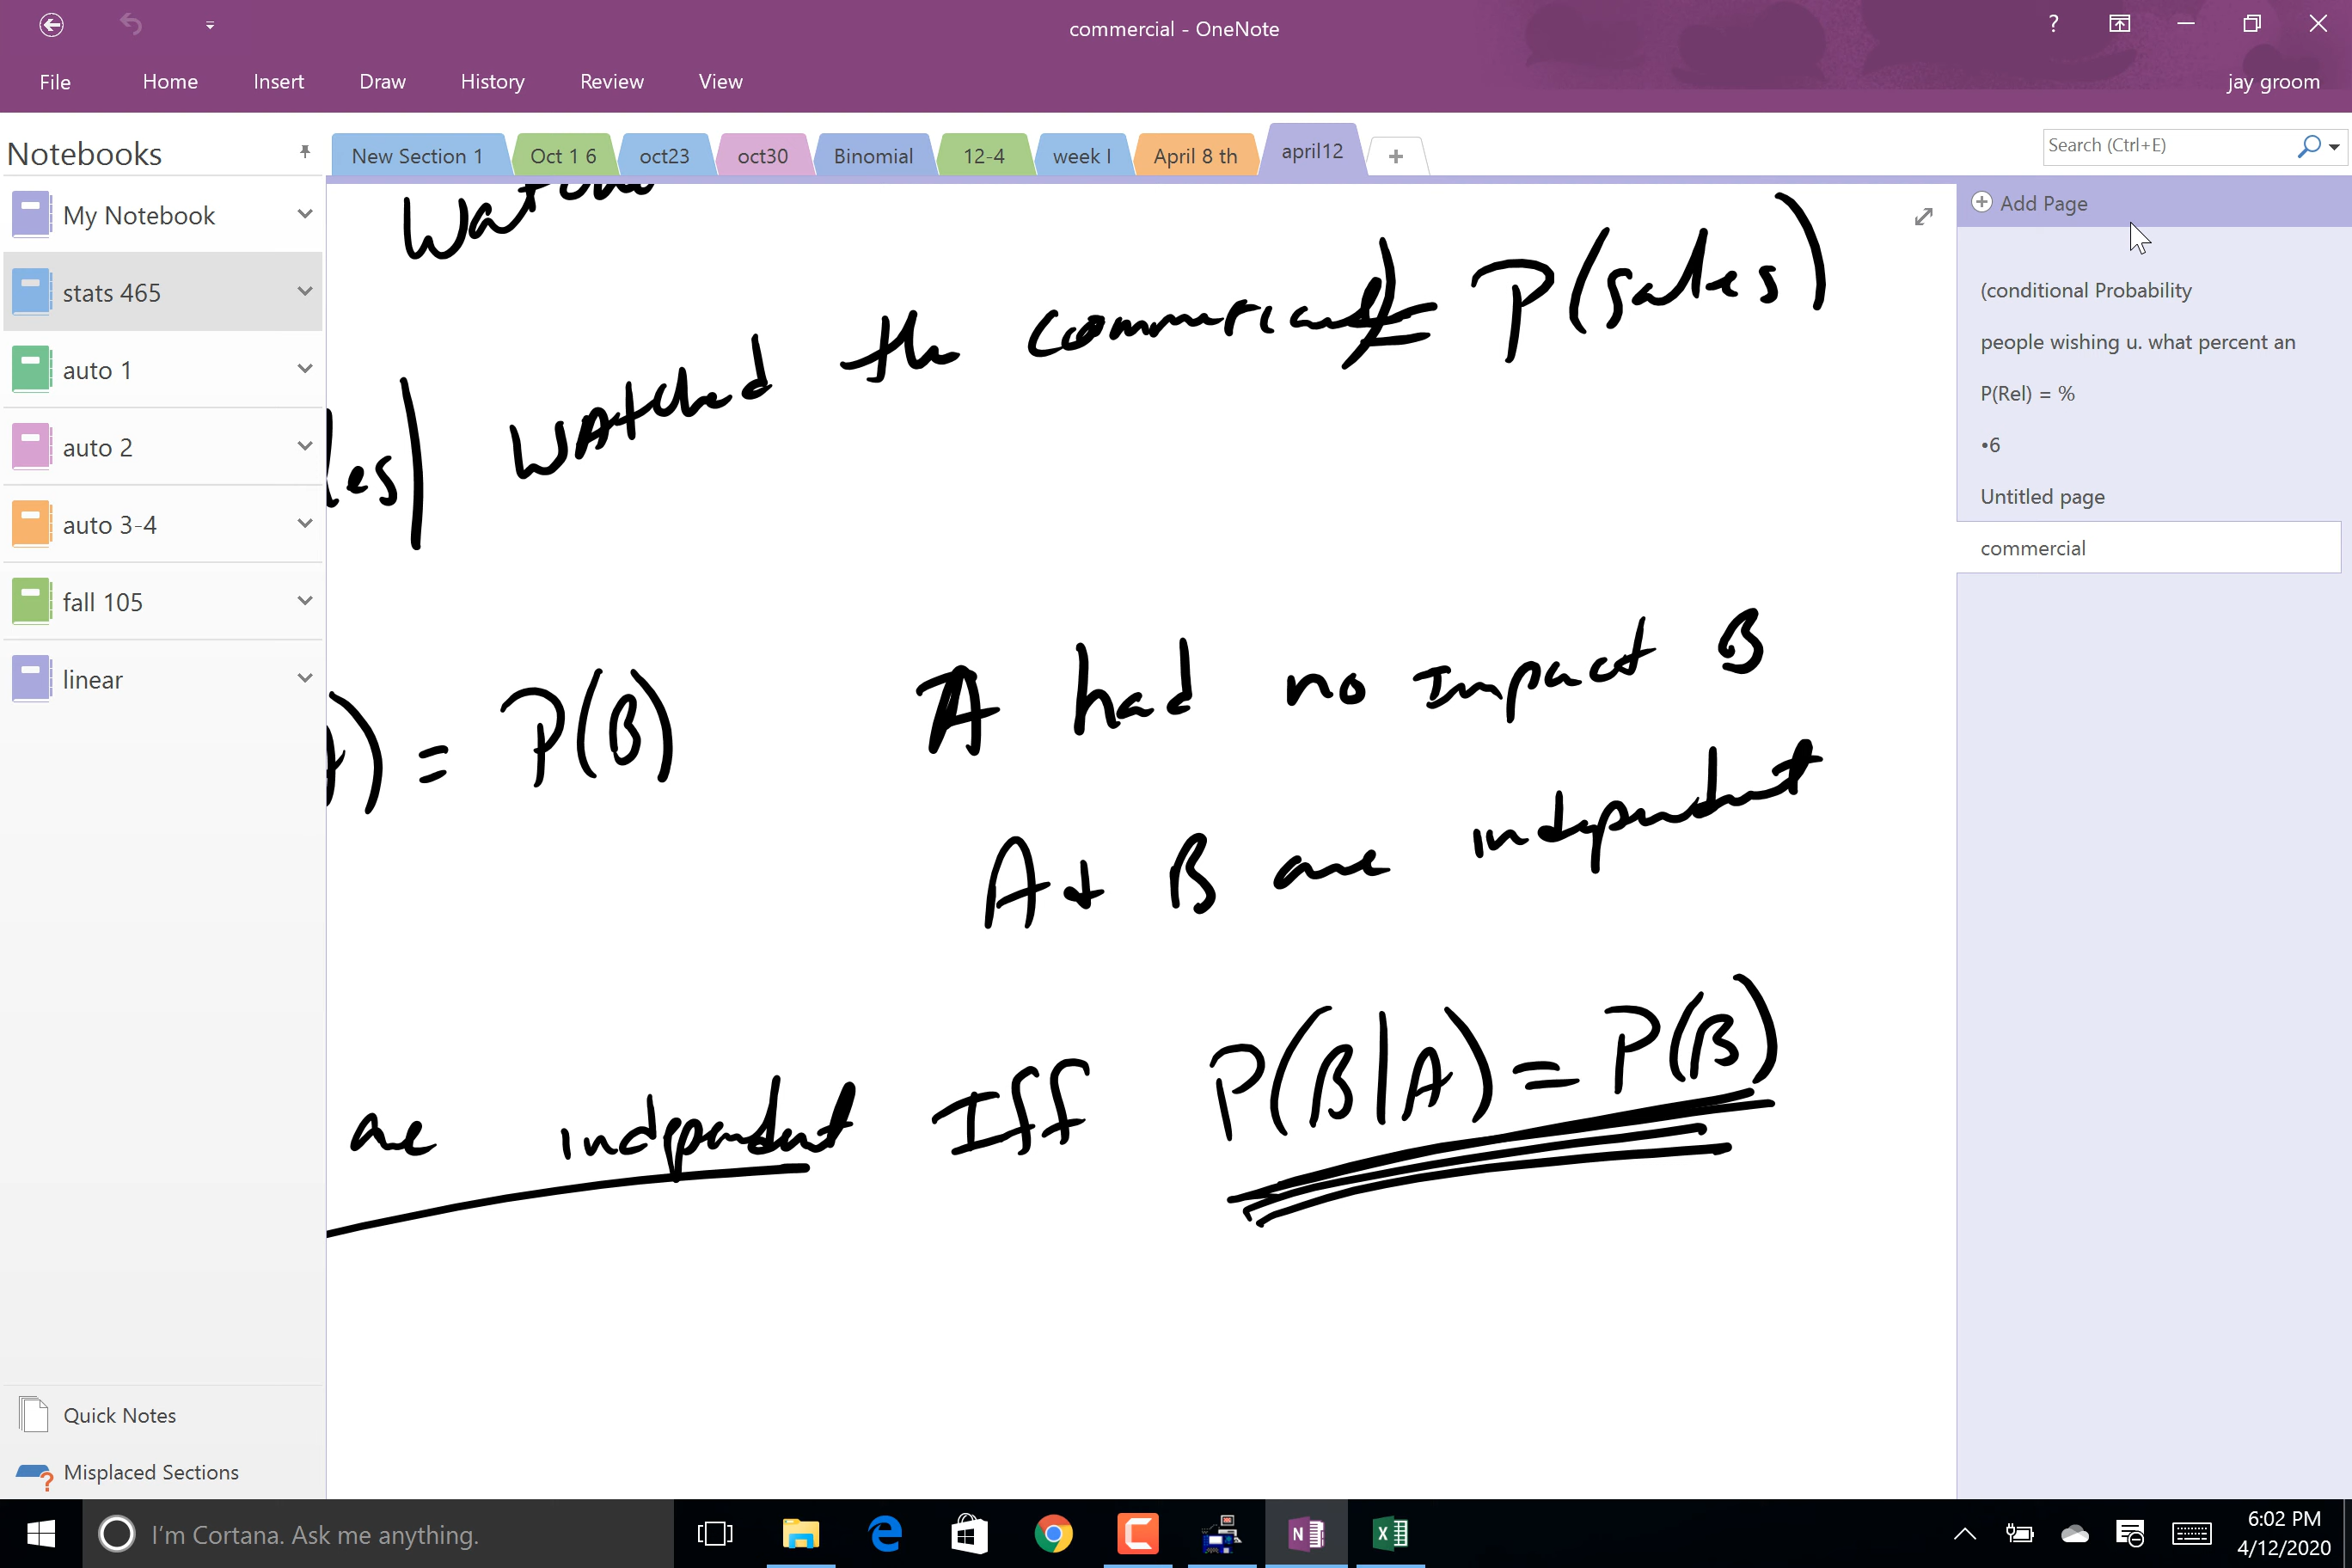 commercial - OneNote
?
File Home Insert Draw History Review View
jay groom
Notebooks
New Section 1 Oct 1 6 oct23 oct30 Binomial 12-4 week I April 8 th april12 +
Search (Ctrl+E)
My Notebook
stats 465
auto 1
auto 2
auto 3-4
fall 105
linear
Quick Notes
Misplaced Sections
P(sales)
les) watched the commercial
) = P(B) A had no Impact B
A + B are independent
are independent Iff P(B|A) = P(B)
Add Page
(conditional Probability
people wishing u. what percent an
P(Rel) = %
•6
Untitled page
commercial
I'm Cortana. Ask me anything.
6:02 PM
4/12/2020